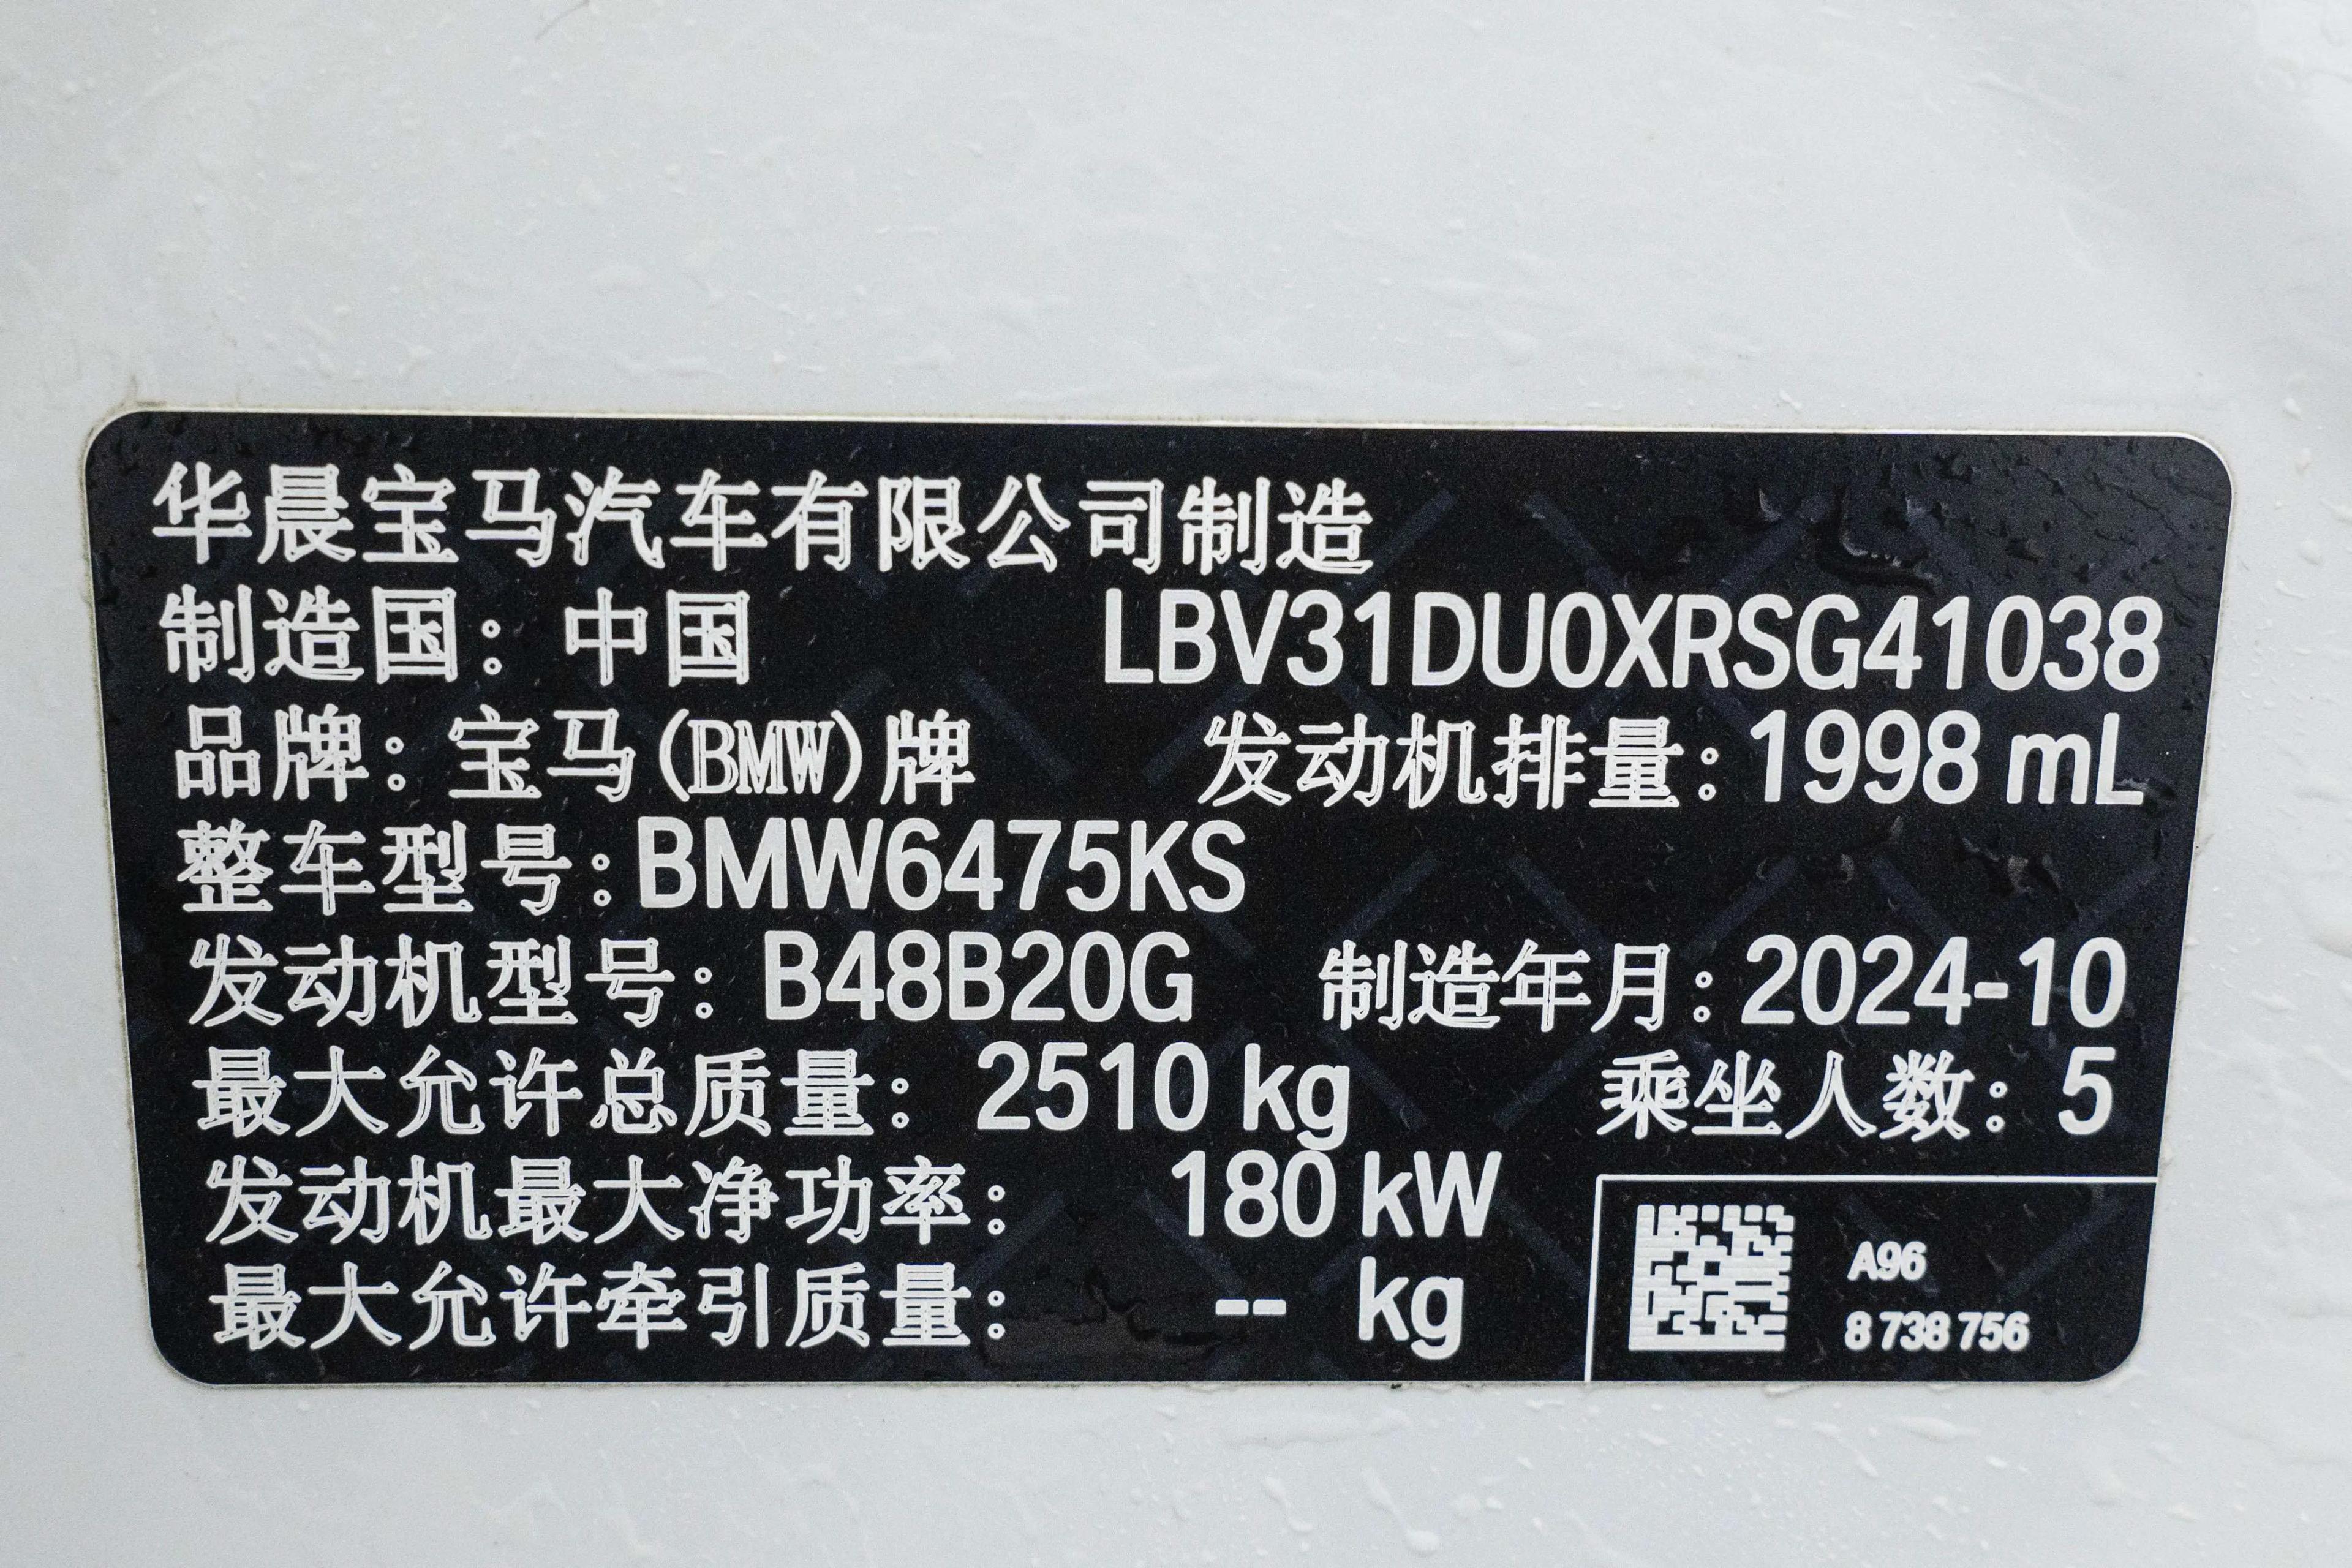 华晨宝马汽车有限公司制造
制造国：中国 LBV31DU0XRSG41038
品牌：宝马(BMW)牌 发动机排量：1998 mL
整车型号：BMW6475KS
发动机型号：B48B20G 制造年月：2024-10
最大允许总质量：2510 kg 乘坐人数：5
发动机最大净功率：180 kW
最大允许牵引质量：-- kg
A96
8 738 756